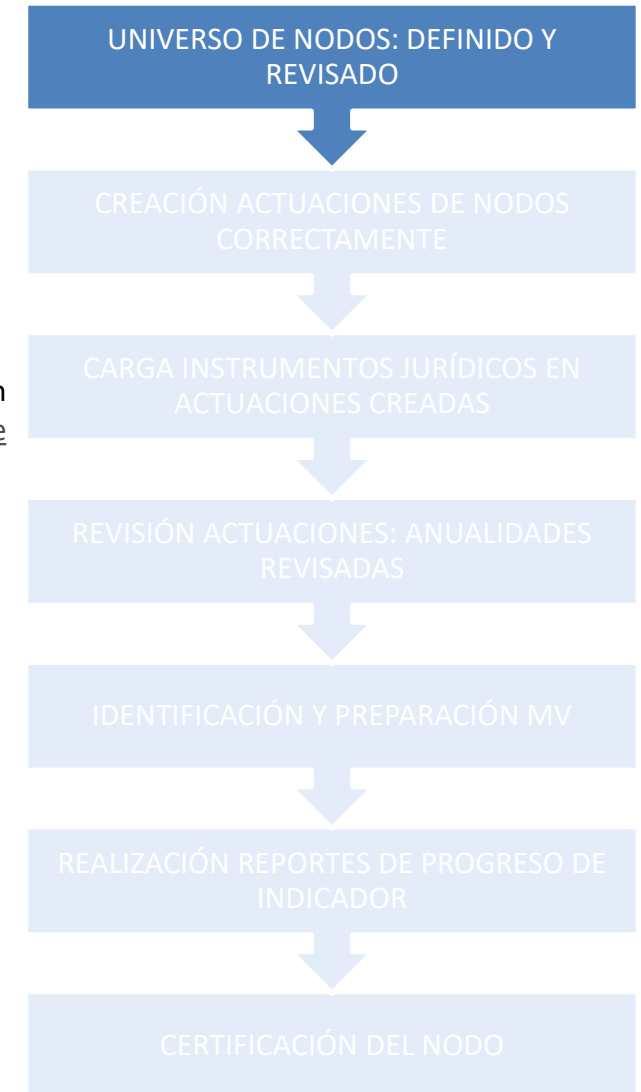 UNIVERSO DE NODOS: DEFINIDO Y
REVISADO
CREACIÓN ACTUACIONES DE NODOS
CORRECTAMENTE
CARGA INSTRUMENTOS JURÍDICOS EN
ACTUACIONES CREADAS
REVISIÓN ACTUACIONES: ANUALIDADES
REVISADAS
IDENTIFICACIÓN Y PREPARACIÓN MV
REALIZACIÓN REPORTES DE PROGRESO DE
INDICADOR
CERTIFICACIÓN DEL NODO